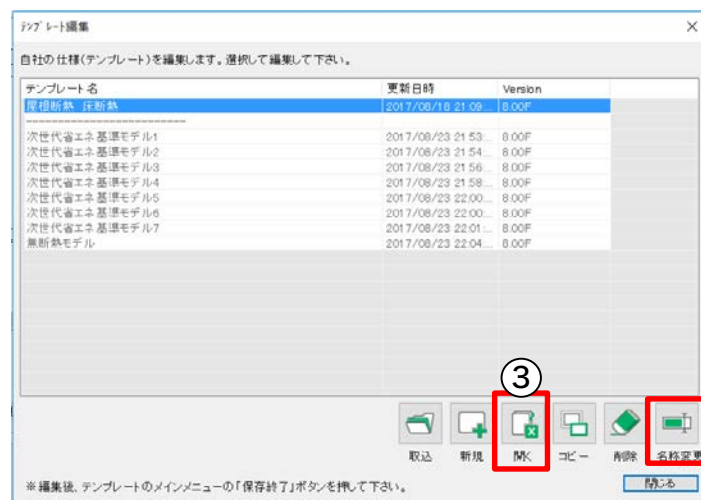 テンプレート編集
自社の仕様(テンプレート)を編集します。選択して編集して下さい。
テンプレート名 更新日時 Version
屋根断熱 床断熱 2017/08/18 21:09... 8.00F
-------------------------
次世代省エネ基準モデル1 2017/08/23 21:53:... 8.00F
次世代省エネ基準モデル2 2017/08/23 21:54:... 8.00F
次世代省エネ基準モデル3 2017/08/23 21:56:... 8.00F
次世代省エネ基準モデル4 2017/08/23 21:58:... 8.00F
次世代省エネ基準モデル5 2017/08/23 22:00:... 8.00F
次世代省エネ基準モデル6 2017/08/23 22:00:... 8.00F
次世代省エネ基準モデル7 2017/08/23 22:01:... 8.00F
無断熱モデル 2017/08/23 22:04:... 8.00F
③
取込 新規 開く コピー 削除 名称変更
※編集後、テンプレートのメインメニューの「保存終了」ボタンを押して下さい。 閉じる